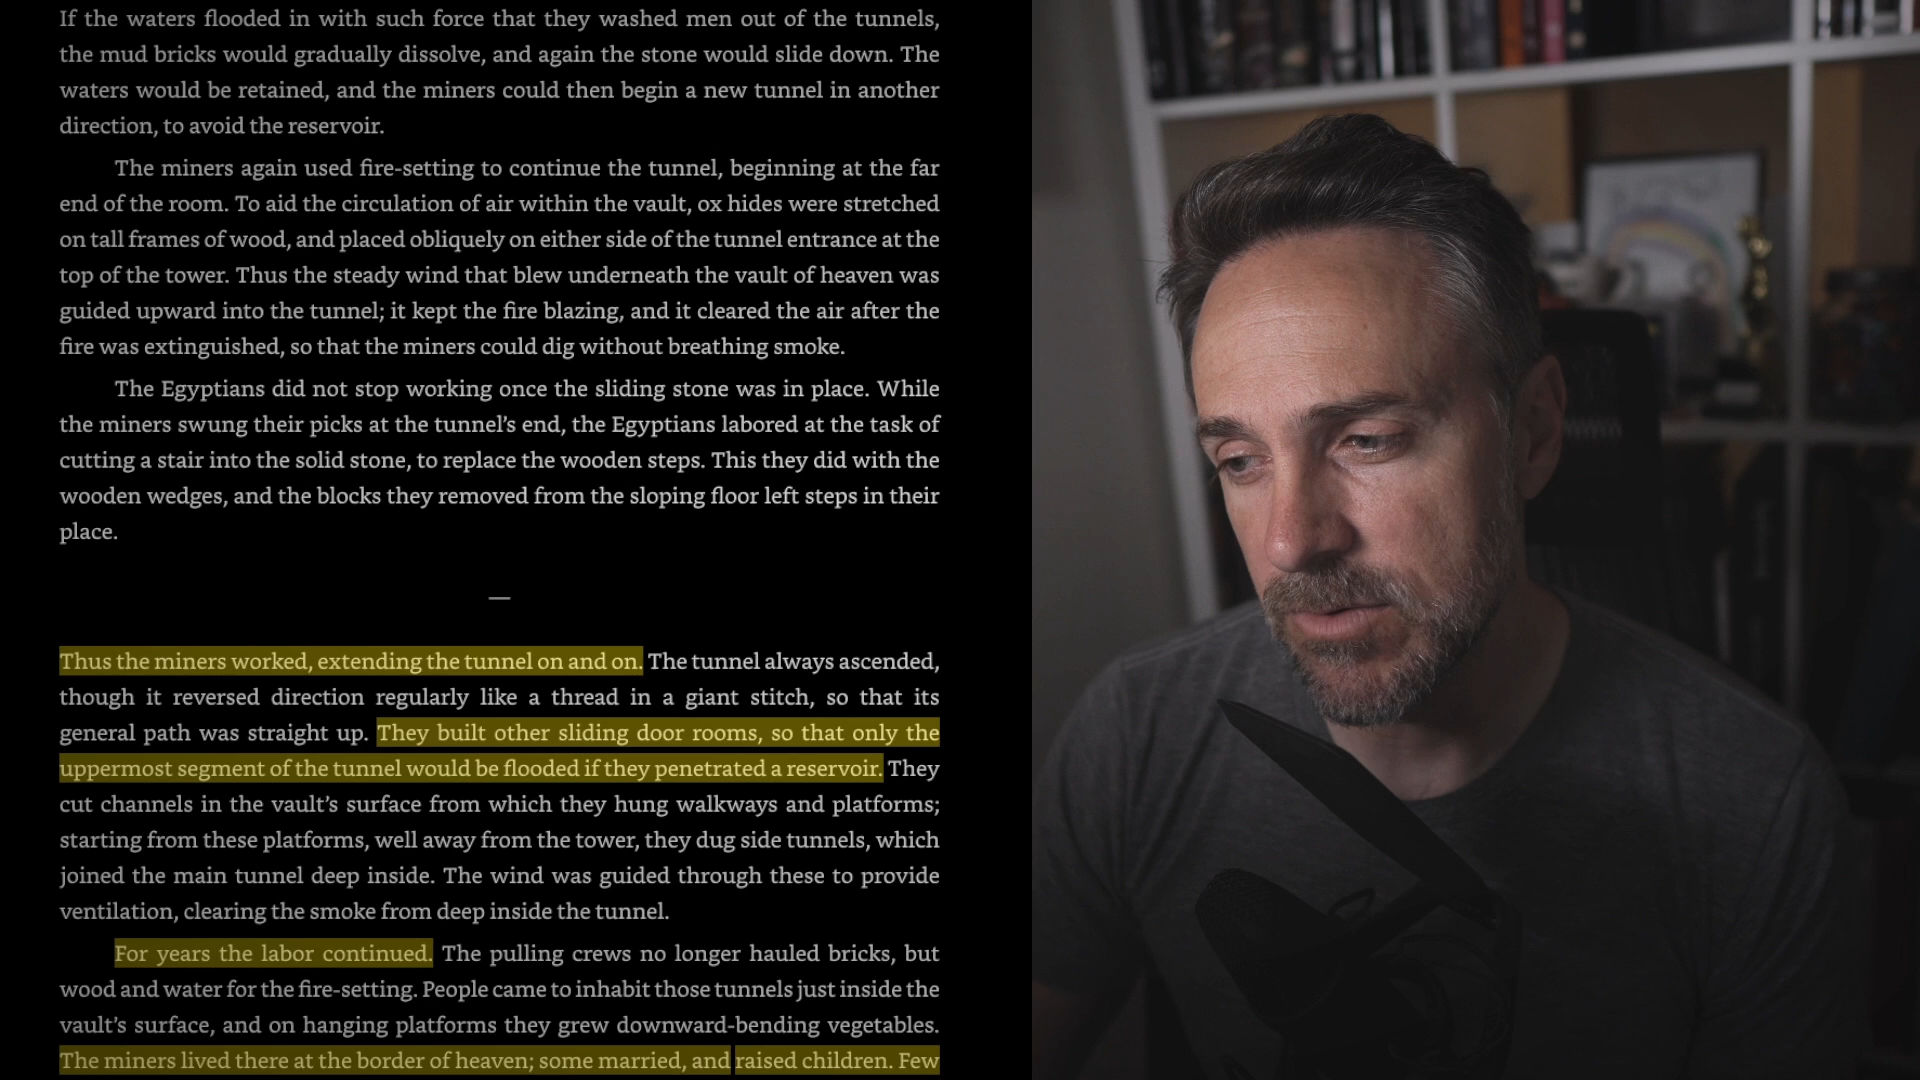 If the waters flooded in with such force that they washed men out of the tunnels,
the mud bricks would gradually dissolve, and again the stone would slide down. The
waters would be retained, and the miners could then begin a new tunnel in another
direction, to avoid the reservoir.
The miners again used fire-setting to continue the tunnel, beginning at the far
end of the room. To aid the circulation of air within the vault, ox hides were stretched
on tall frames of wood, and placed obliquely on either side of the tunnel entrance at the
top of the tower. Thus the steady wind that blew underneath the vault of heaven was
guided upward into the tunnel; it kept the fire blazing, and it cleared the air after the
fire was extinguished, so that the miners could dig without breathing smoke.
The Egyptians did not stop working once the sliding stone was in place. While
the miners swung their picks at the tunnel’s end, the Egyptians labored at the task of
cutting a stair into the solid stone, to replace the wooden steps. This they did with the
wooden wedges, and the blocks they removed from the sloping floor left steps in their
place.
—
Thus the miners worked, extending the tunnel on and on. The tunnel always ascended,
though it reversed direction regularly like a thread in a giant stitch, so that its
general path was straight up. They built other sliding door rooms, so that only the
uppermost segment of the tunnel would be flooded if they penetrated a reservoir. They
cut channels in the vault’s surface from which they hung walkways and platforms;
starting from these platforms, well away from the tower, they dug side tunnels, which
joined the main tunnel deep inside. The wind was guided through these to provide
ventilation, clearing the smoke from deep inside the tunnel.
For years the labor continued. The pulling crews no longer hauled bricks, but
wood and water for the fire-setting. People came to inhabit those tunnels just inside the
vault’s surface, and on hanging platforms they grew downward-bending vegetables.
The miners lived there at the border of heaven; some married, and raised children. Few